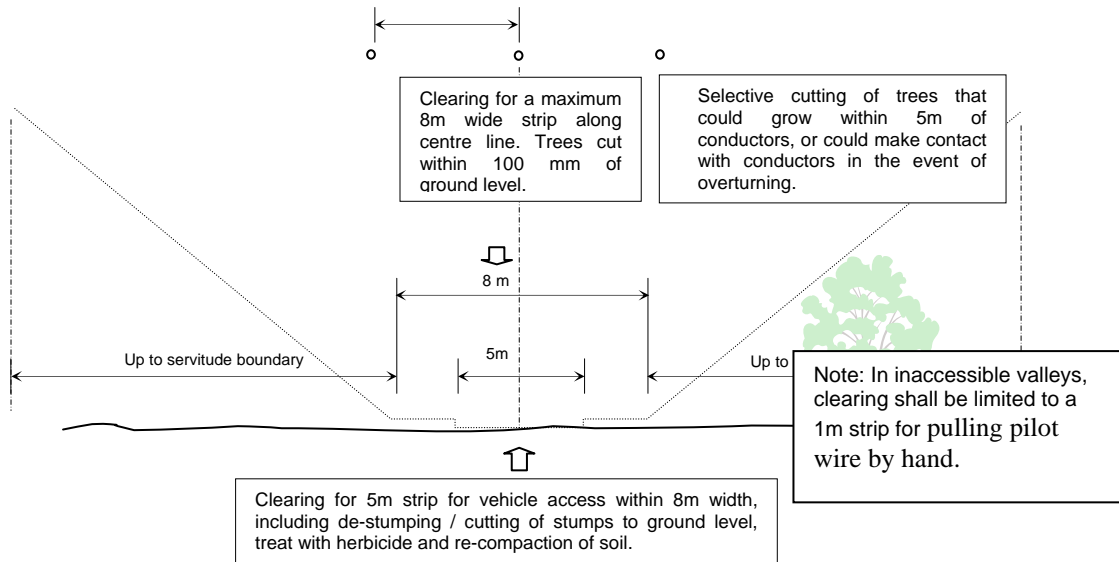 Clearing for a maximum
8m wide strip along
centre line. Trees cut
within 100 mm of
ground level.
Selective cutting of trees that
could grow within 5m of
conductors, or could make contact
with conductors in the event of
overturning.
8 m
Up to servitude boundary
5m
Up to
Note: In inaccessible valleys,
clearing shall be limited to a
1m strip for pulling pilot
wire by hand.
Clearing for 5m strip for vehicle access within 8m width,
including de-stumping / cutting of stumps to ground level,
treat with herbicide and re-compaction of soil.